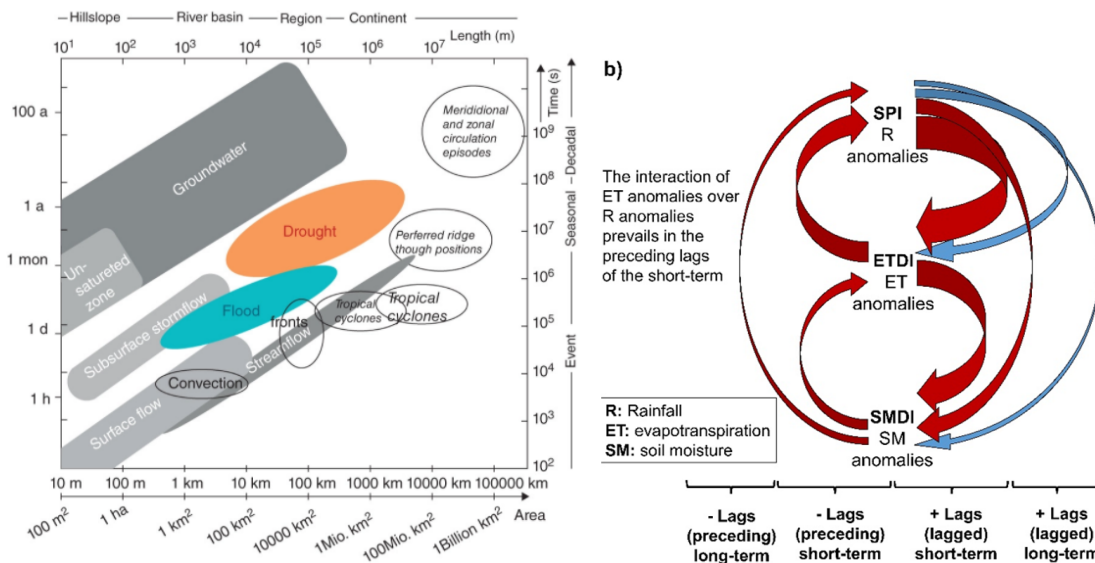 Hillslope River basin Region Continent
10¹ 10² 10³ 10⁴ 10⁵ 10⁶ 10⁷ Length (m)
100 a
1 a
1 mon
1 d
1 h
Groundwater
Un-
saturated
zone
Subsurface stormflow
Surface flow
Streamflow
Drought
Flood
fronts
Convection
Merididional
and zonal
circulation
episodes
Perferred ridge
though positions
Tropical
cyclones
Tropical
cyclones
Time (s)
10⁹
10⁸
10⁷
10⁶
10⁵
10⁴
10³
10²
Decadal
Seasonal
Event
10 m 100 m 1 km 10 km 100 km 1000 km 10000 km 100000 km
Area
100 m² 1 ha 1 km² 100 km² 10000 km² 1Mio. km² 100Mio. km² 1Billion km²
b)
The interaction of
ET anomalies over
R anomalies
prevails in the
preceding lags
of the short-term
SPI
R
anomalies
ETDI
ET
anomalies
SMDI
SM
anomalies
R: Rainfall
ET: evapotranspiration
SM: soil moisture
- Lags
(preceding)
long-term
- Lags
(preceding)
short-term
+ Lags
(lagged)
short-term
+ Lags
(lagged)
long-term